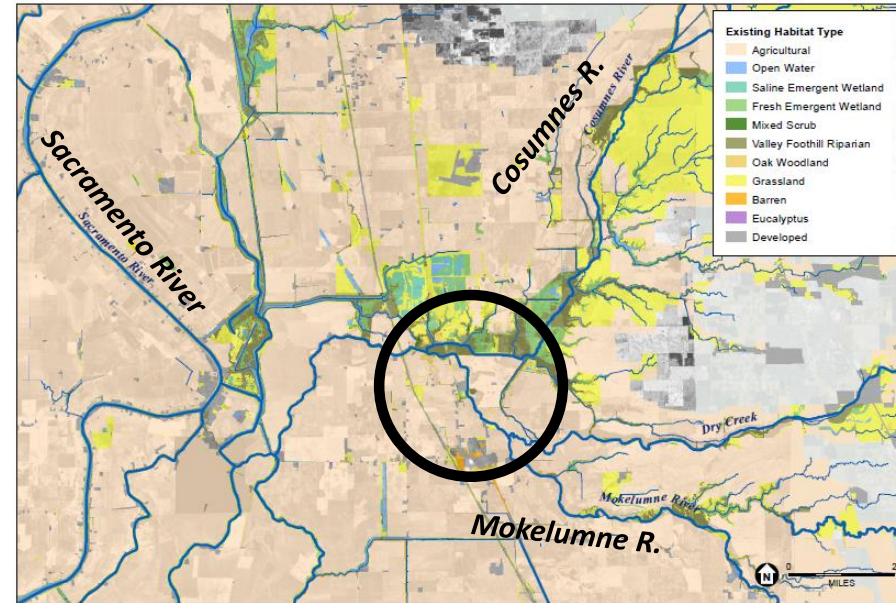 Existing Habitat Type
Agricultural
Open Water
Saline Emergent Wetland
Fresh Emergent Wetland
Mixed Scrub
Valley Foothill Riparian
Oak Woodland
Grassland
Barren
Eucalyptus
Developed
Cosumnes R.
Cosumnes River
Sacramento River
Sacramento River
Dry Creek
Mokelumne River
Mokelumne R.
N
0
2
MILES